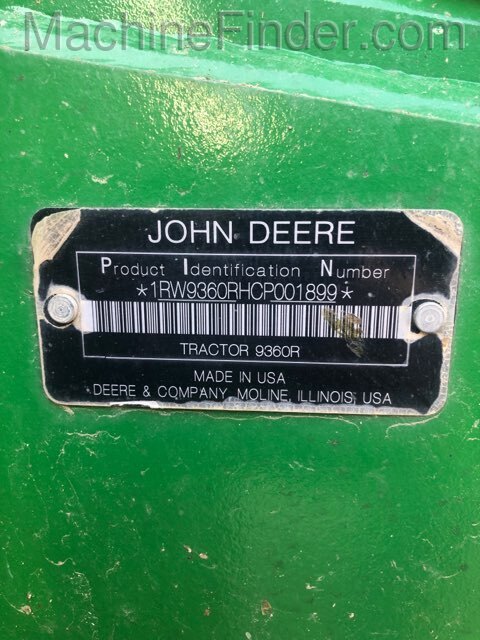 MachineFinder.com
JOHN DEERE
Product Identification Number
*1RW9360RHCP001899*
TRACTOR 9360R
MADE IN USA
DEERE & COMPANY MOLINE, ILLINOIS, USA